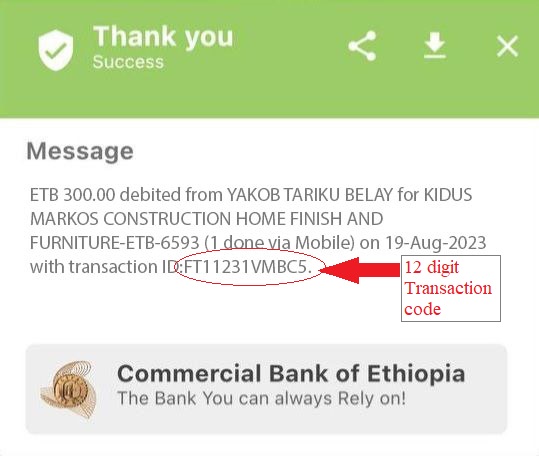 Thank you
Success
Message
ETB 300.00 debited from YAKOB TARIKU BELAY for KIDUS
MARKOS CONSTRUCTION HOME FINISH AND
FURNITURE-ETB-6593 (1 done via Mobile) on 19-Aug-2023
with transaction ID:FT11231VMBC5.
12 digit
Transaction
code
Commercial Bank of Ethiopia
The Bank You can always Rely on!